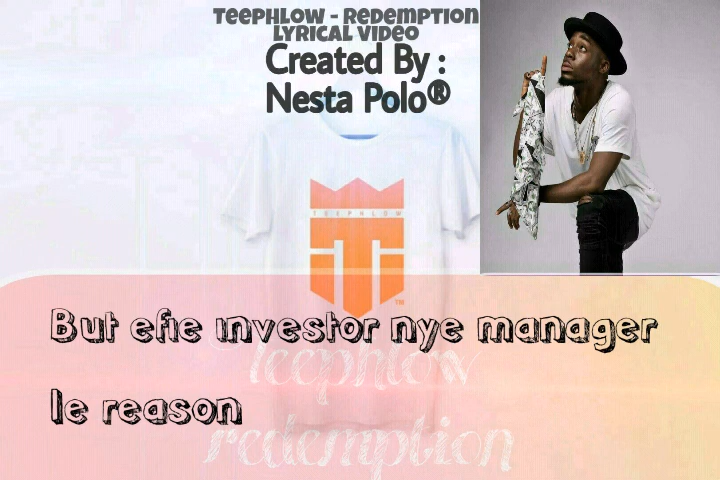 TEEPHLOW - REDEMPTION
LYRICAL VIDEO
Created By :
Nesta Polo®
TEEPHLOW
T
™
But efie investor nye manager
le reason
teephlow
redemption